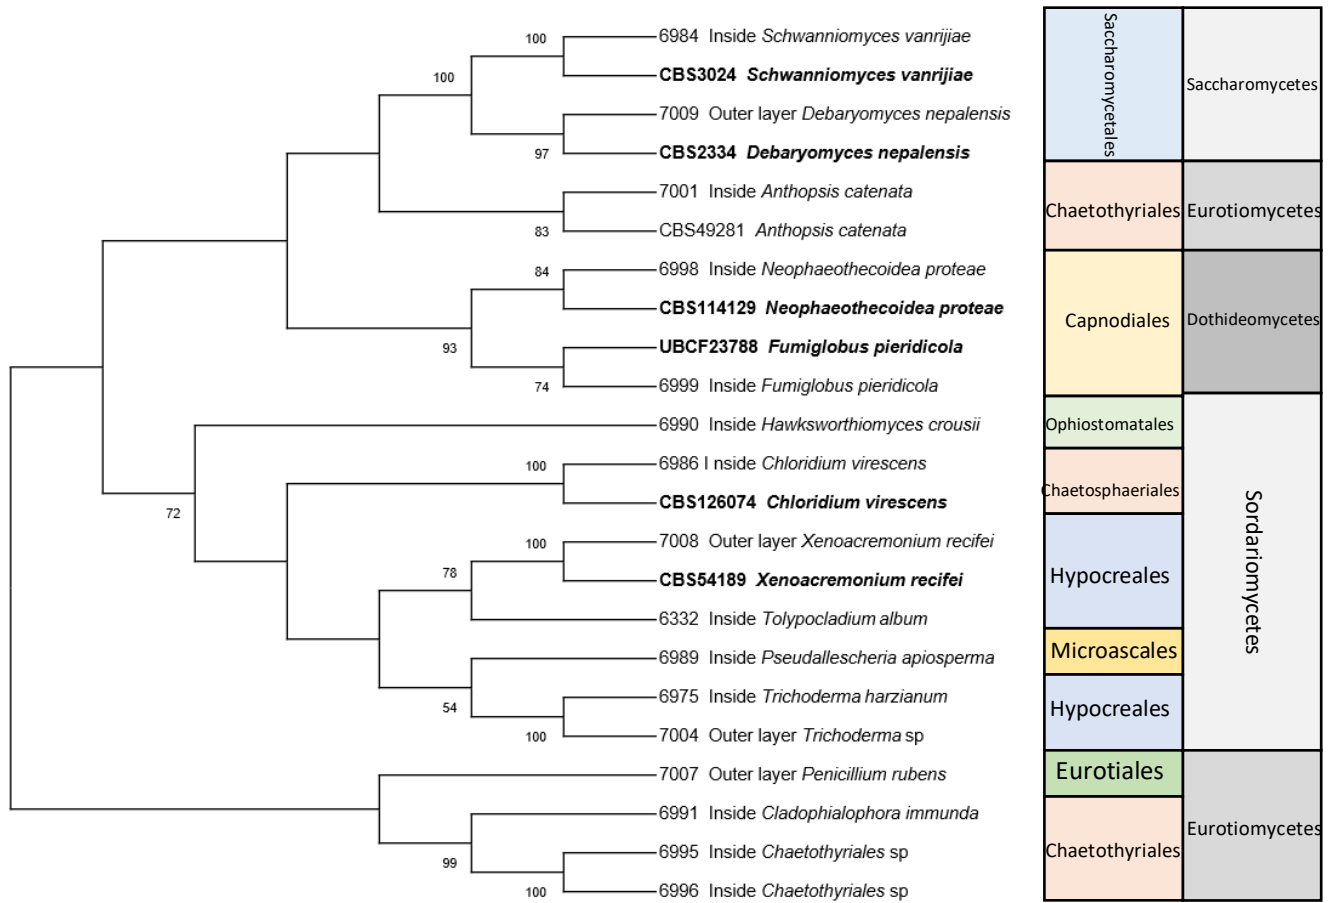 100
6984 Inside Schwanniomyces vanrijiae
100
CBS3024 Schwanniomyces vanrijiae
7009 Outer layer Debaryomyces nepalensis
97
CBS2334 Debaryomyces nepalensis
7001 Inside Anthopsis catenata
83
CBS49281 Anthopsis catenata
84
6998 Inside Neophaeothecoidea proteae
CBS114129 Neophaeothecoidea proteae
93
UBCF23788 Fumiglobus pieridicola
74
6999 Inside Fumiglobus pieridicola
6990 Inside Hawksworthiomyces crousii
100
6986 I nside Chloridium virescens
72
CBS126074 Chloridium virescens
100
7008 Outer layer Xenoacremonium recifei
78
CBS54189 Xenoacremonium recifei
6332 Inside Tolypocladium album
6989 Inside Pseudallescheria apiosperma
54
6975 Inside Trichoderma harzianum
100
7004 Outer layer Trichoderma sp
7007 Outer layer Penicillium rubens
6991 Inside Cladophialophora immunda
99
6995 Inside Chaetothyriales sp
100
6996 Inside Chaetothyriales sp
Saccharomycetales
Saccharomycetes
Chaetothyriales
Eurotiomycetes
Capnodiales
Dothideomycetes
Ophiostomatales
Chaetosphaeriales
Hypocreales
Sordariomycetes
Microascales
Hypocreales
Eurotiales
Chaetothyriales
Eurotiomycetes